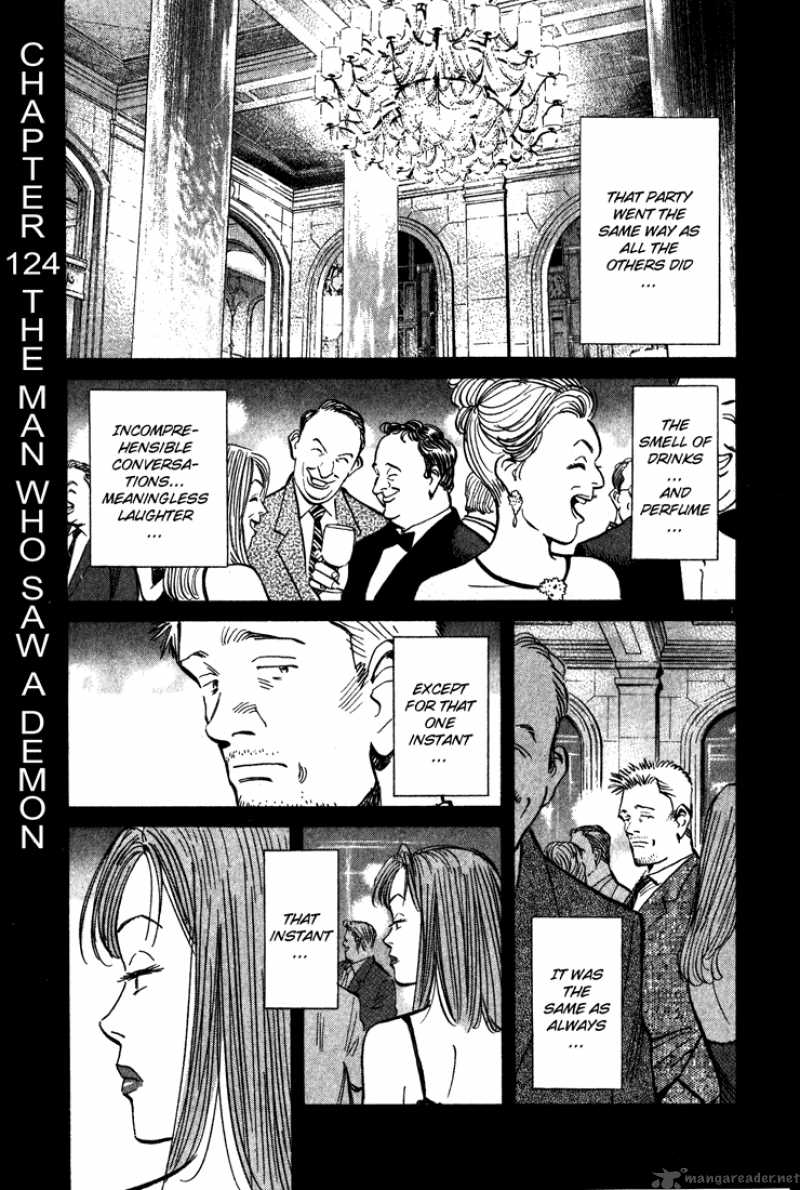 CHAPTER 124 THE MAN WHO SAW A DEMON
THAT PARTY
WENT THE
SAME WAY AS
ALL THE
OTHERS DID
...
INCOMPRE-
HENSIBLE
CONVERSA-
TIONS...
MEANINGLESS
LAUGHTER
...
THE
SMELL OF
DRINKS
...
AND
PERFUME
...
EXCEPT
FOR THAT
ONE
INSTANT
...
IT WAS
THE
SAME AS
ALWAYS
...
THAT
INSTANT
...
mangareader.net